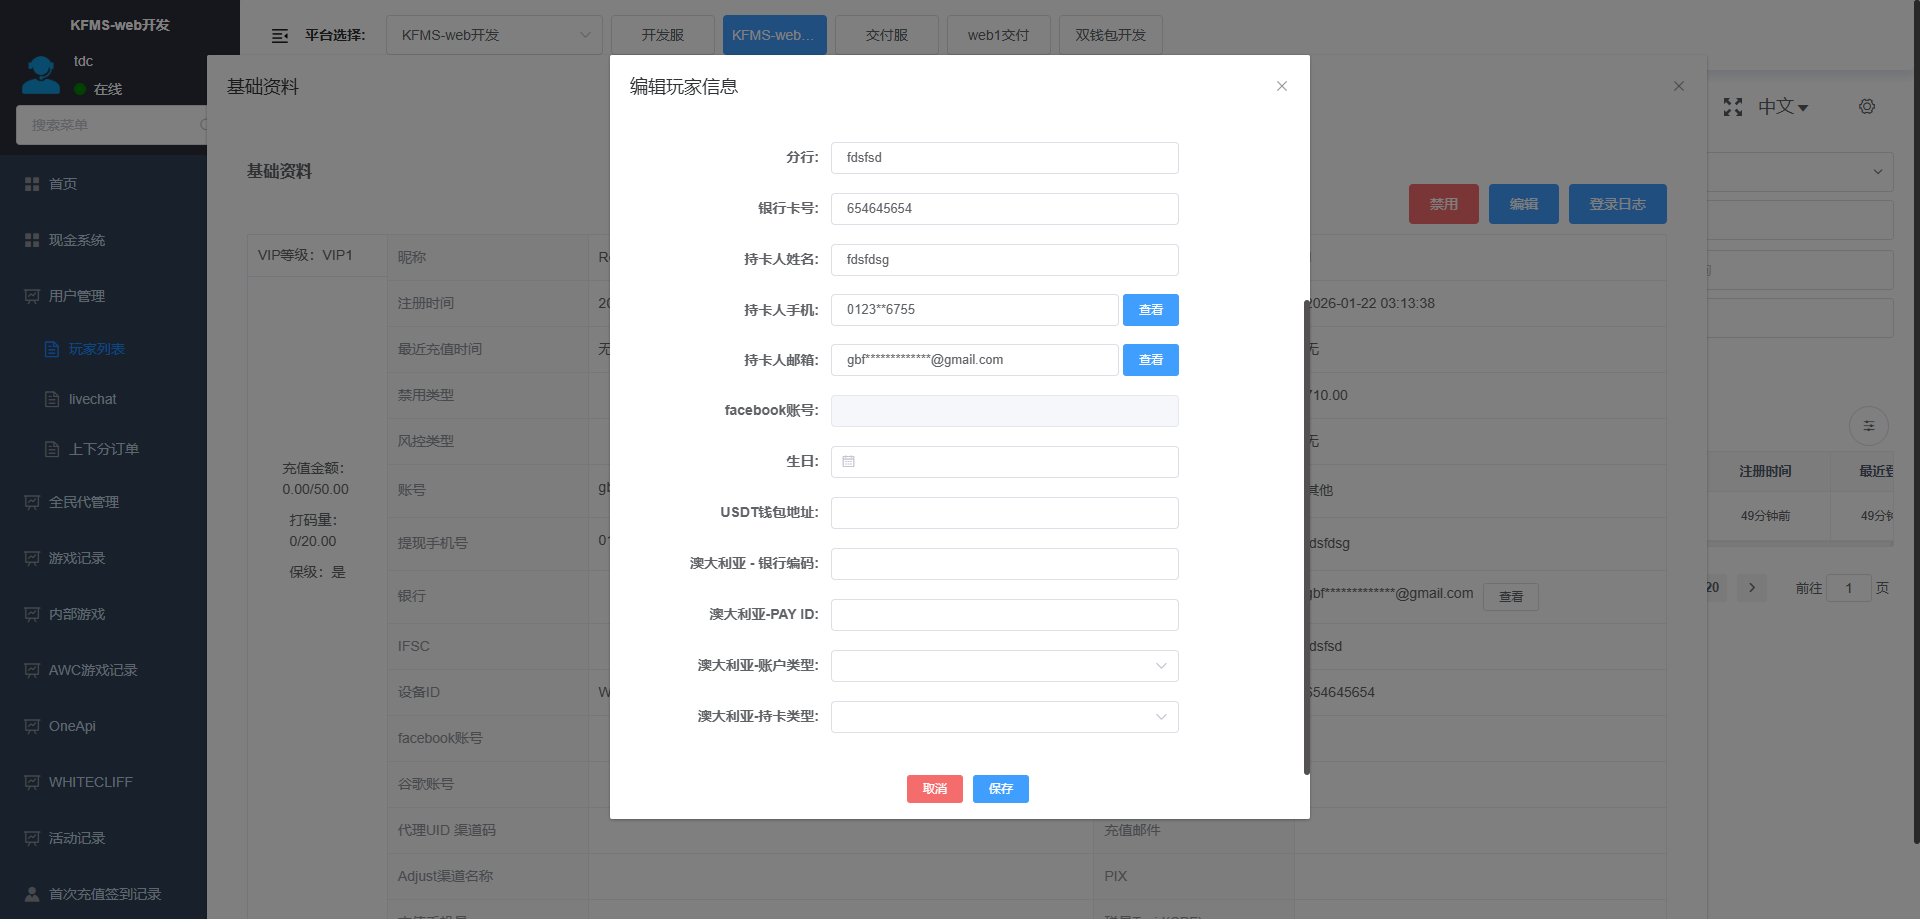 KFMS-web开发
tdc
在线
搜索菜单
首页
现金系统
用户管理
玩家列表
livechat
上下分订单
全民代管理
游戏记录
内部游戏
AWC游戏记录
OneApi
WHITECLIFF
活动记录
首次充值签到记录
平台选择:
KFMS-web开发
开发服
KFMS-web...
交付服
web1交付
双钱包开发
中文
基础资料
基础资料
禁用
编辑
登录日志
VIP等级：VIP1
充值金额：
0.00/50.00
打码量：
0/20.00
保级：是
昵称
注册时间
20
2026-01-22 03:13:38
最近充值时间
无
无
禁用类型
710.00
风控类型
无
账号
其他
提现手机号
01
fdsfdsg
银行
gbf*************@gmail.com
查看
IFSC
fdsfsd
设备ID
W
654645654
facebook账号
谷歌账号
代理UID 渠道码
充值邮件
Adjust渠道名称
PIX
编辑玩家信息
分行:
fdsfsd
银行卡号:
654645654
持卡人姓名:
fdsfdsg
持卡人手机:
0123**6755
查看
持卡人邮箱:
gbf*************@gmail.com
查看
facebook账号:
生日:
USDT钱包地址:
澳大利亚 - 银行编码:
澳大利亚-PAY ID:
澳大利亚-账户类型:
澳大利亚-持卡类型:
取消
保存
注册时间
最近登
49分钟前
49分钟
20
前往
1
页